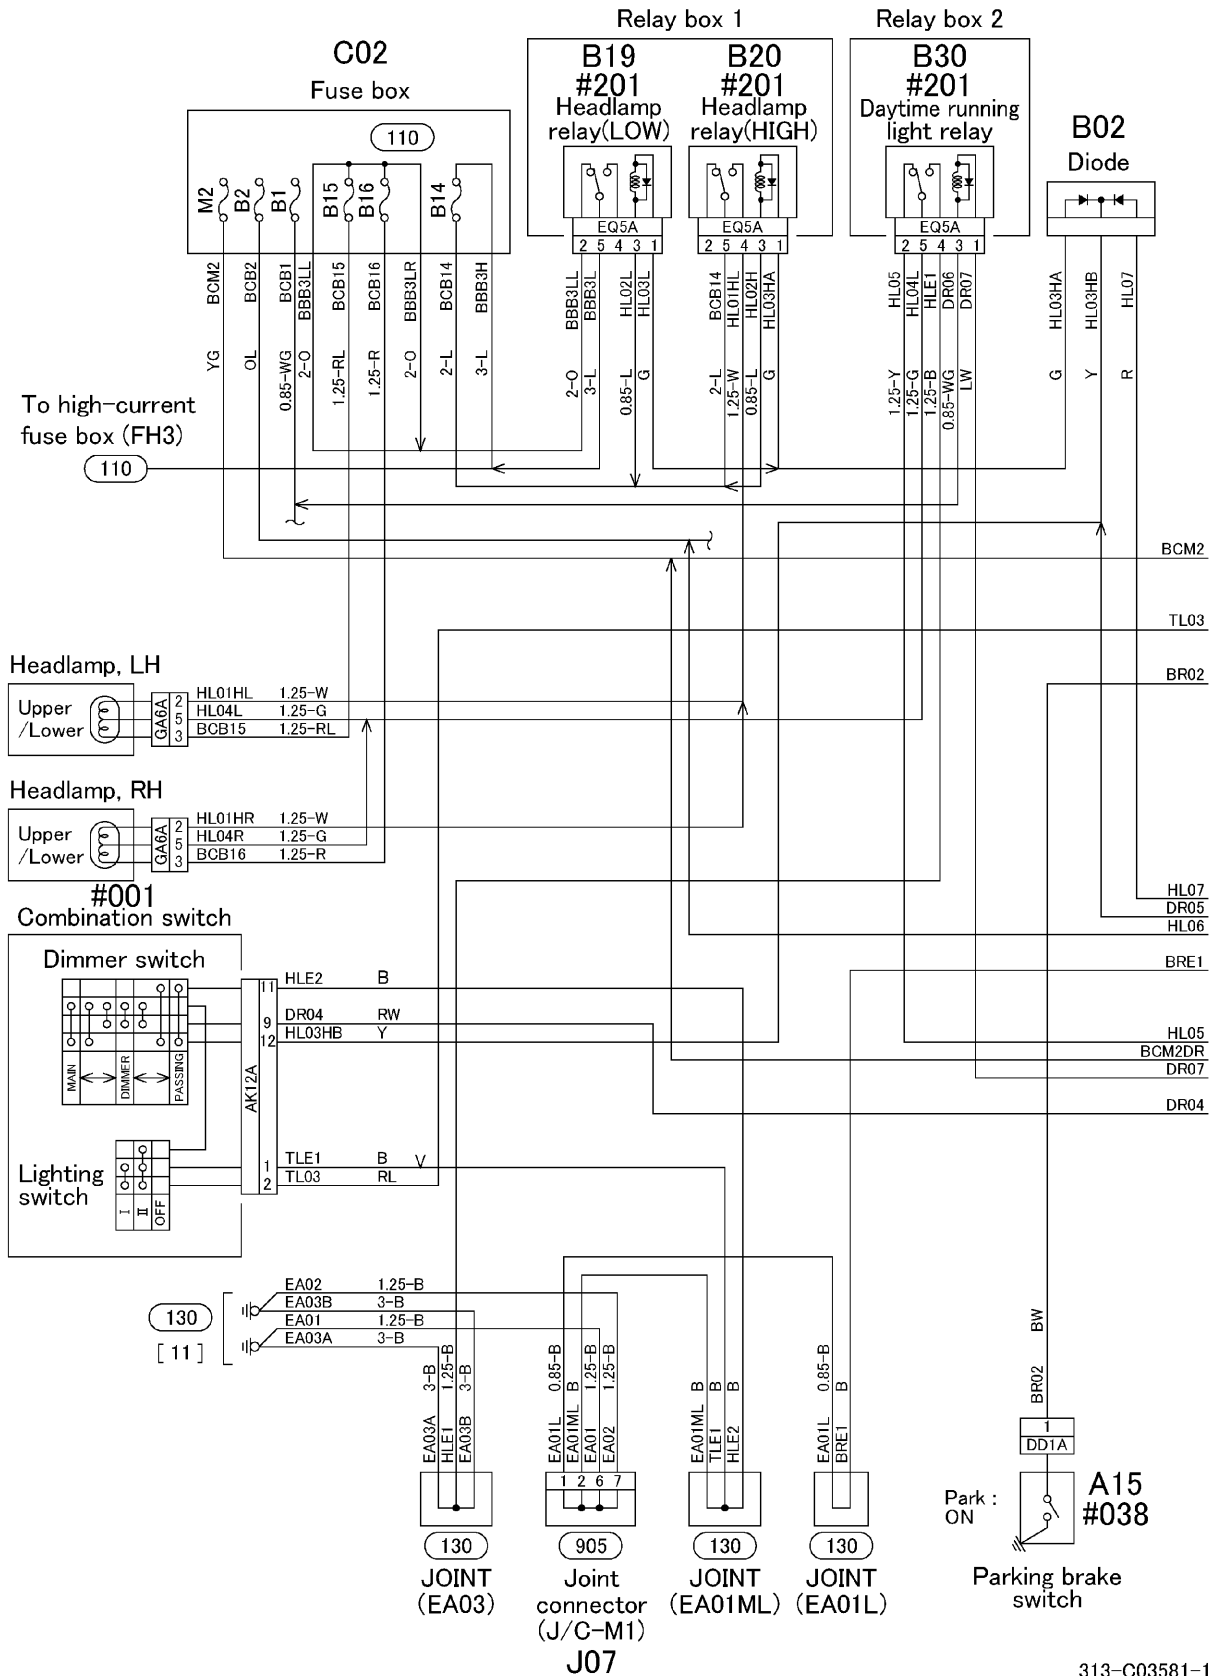 Relay box 1
Relay box 2
C02
Fuse box
B19
#201
Headlamp
relay(LOW)
B20
#201
Headlamp
relay(HIGH)
B30
#201
Daytime running
light relay
B02
Diode
110
M2
B2
B1
B15
B16
B14
EQ5A
2 5 4 3 1
EQ5A
2 5 4 3 1
EQ5A
2 5 4 3 1
BCM2
BCB2
BCB1
BBB3LL
BCB15
BCB16
BBB3LR
BCB14
BBB3H
BBB3LL
BBB3L
HL02L
HL03L
BCB14
HL01HL
HL02H
HL03HA
HL05
HL04L
HLE1
DR06
DR07
HL03HA
HL03HB
HL07
YG
OL
0.85-WG
2-O
1.25-RL
1.25-R
2-O
2-L
3-L
2-O
3-L
0.85-L
G
2-L
1.25-W
0.85-L
G
1.25-Y
1.25-G
1.25-B
0.85-WG
LW
G
Y
R
To high-current
fuse box (FH3)
110
BCM2
TL03
BR02
Headlamp, LH
Upper
/Lower
GA6A
2 HL01HL 1.25-W
5 HL04L 1.25-G
3 BCB15 1.25-RL
Headlamp, RH
Upper
/Lower
GA6A
2 HL01HR 1.25-W
5 HL04R 1.25-G
3 BCB16 1.25-R
#001
Combination switch
HL07
DR05
HL06
BRE1
HL05
BCM2DR
DR07
DR04
Dimmer switch
MAIN
DIMMER
PASSING
AK12A
11 HLE2 B
9 DR04 RW
12 HL03HB Y
1 TLE1 B V
2 TL03 RL
Lighting
switch
I
II
OFF
130
[ 11 ]
EA02 1.25-B
EA03B 3-B
EA01 1.25-B
EA03A 3-B
3-B
1.25-B
3-B
0.85-B
B
1.25-B
1.25-B
B
B
B
0.85-B
B
BW
EA03A
HLE1
EA03B
EA01L
EA01ML
EA01
EA02
EA01ML
TLE1
HLE2
EA01L
BRE1
BR02
1 2 6 7
1
DD1A
Park :
ON
A15
#038
Parking brake
switch
130
JOINT
(EA03)
905
Joint
connector
(J/C-M1)
J07
130
JOINT
(EA01ML)
130
JOINT
(EA01L)
313-C03581-1